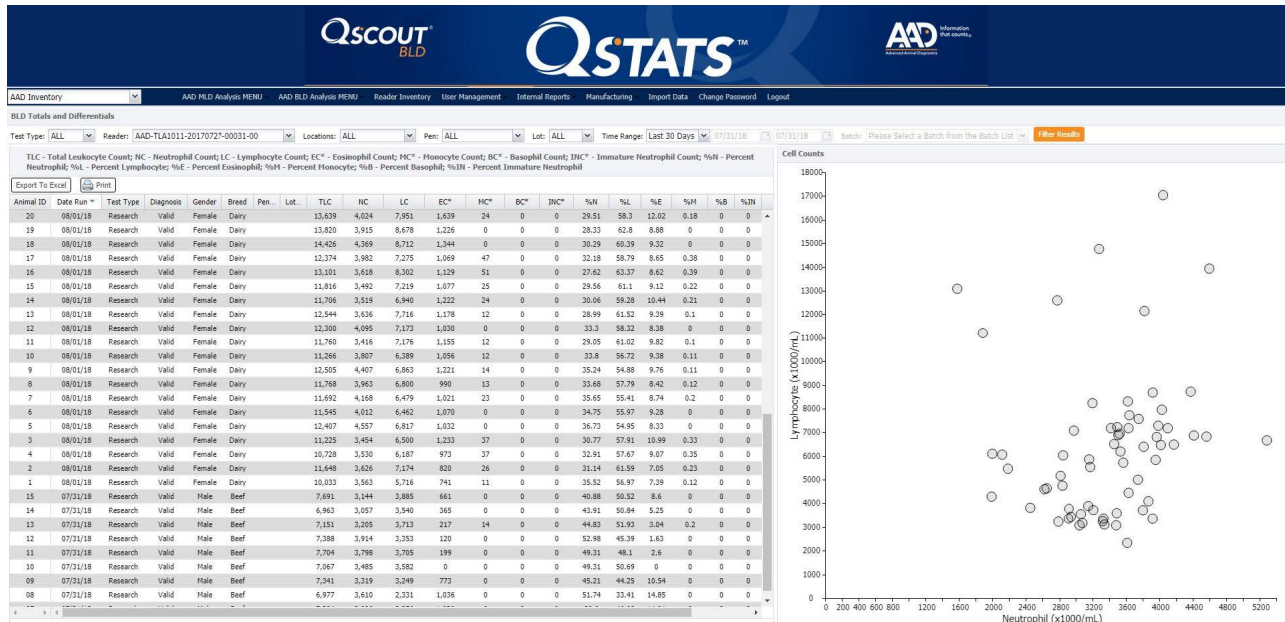 QSCOUT®
BLD
QSTATS™
AAD Information that counts.
Advanced Animal Diagnostics
AAD Inventory AAD MLD Analysis MENU AAD BLD Analysis MENU Reader Inventory User Management Internal Reports Manufacturing Import Data Change Password Logout
BLD Totals and Differentials
Test Type: ALL Reader: AAD-TLA1011-20170727-00031-00 Locations: ALL Pen: ALL Lot: ALL Time Range: Last 30 Days 07/31/18 07/31/18 Batch: Please Select a Batch from the Batch List Filter Results
TLC - Total Leukocyte Count; NC - Neutrophil Count; LC - Lymphocyte Count; EC* - Eosinophil Count; MC* - Monocyte Count; BC* - Basophil Count; INC* - Immature Neutrophil Count; %N - Percent
Neutrophil; %L - Percent Lymphocyte; %E - Percent Eosinophil; %M - Percent Monocyte; %B - Percent Basophil; %IN - Percent Immature Neutrophil
Export To Excel Print
Animal ID Date Run Test Type Diagnosis Gender Breed Pen... Lot... TLC NC LC EC* MC* BC* INC* %N %L %E %M %B %IN
20 08/01/18 Research Valid Female Dairy 13,639 4,024 7,951 1,639 24 0 0 29.51 58.3 12.02 0.18 0 0
19 08/01/18 Research Valid Female Dairy 13,820 3,915 8,678 1,226 0 0 0 28.33 62.8 8.88 0 0 0
18 08/01/18 Research Valid Female Dairy 14,426 4,369 8,712 1,344 0 0 0 30.29 60.39 9.32 0 0 0
17 08/01/18 Research Valid Female Dairy 12,374 3,982 7,275 1,069 47 0 0 32.18 58.79 8.65 0.38 0 0
16 08/01/18 Research Valid Female Dairy 13,101 3,618 8,302 1,129 51 0 0 27.62 63.37 8.62 0.39 0 0
15 08/01/18 Research Valid Female Dairy 11,816 3,492 7,219 1,077 25 0 0 29.56 61.1 9.12 0.22 0 0
14 08/01/18 Research Valid Female Dairy 11,706 3,519 6,940 1,222 24 0 0 30.06 59.28 10.44 0.21 0 0
13 08/01/18 Research Valid Female Dairy 12,544 3,636 7,716 1,178 12 0 0 28.99 61.52 9.39 0.1 0 0
12 08/01/18 Research Valid Female Dairy 12,300 4,095 7,173 1,030 0 0 0 33.3 58.32 8.38 0 0 0
11 08/01/18 Research Valid Female Dairy 11,760 3,416 7,176 1,155 12 0 0 29.05 61.02 9.82 0.1 0 0
10 08/01/18 Research Valid Female Dairy 11,266 3,807 6,389 1,056 12 0 0 33.8 56.72 9.38 0.11 0 0
9 08/01/18 Research Valid Female Dairy 12,505 4,407 6,863 1,221 14 0 0 35.24 54.88 9.76 0.11 0 0
8 08/01/18 Research Valid Female Dairy 11,768 3,963 6,800 990 13 0 0 33.68 57.79 8.42 0.12 0 0
7 08/01/18 Research Valid Female Dairy 11,692 4,168 6,479 1,021 23 0 0 35.65 55.41 8.74 0.2 0 0
6 08/01/18 Research Valid Female Dairy 11,545 4,012 6,462 1,070 0 0 0 34.75 55.97 9.28 0 0 0
5 08/01/18 Research Valid Female Dairy 12,407 4,557 6,817 1,032 0 0 0 36.73 54.95 8.33 0 0 0
3 08/01/18 Research Valid Female Dairy 11,225 3,454 6,500 1,233 37 0 0 30.77 57.91 10.99 0.33 0 0
4 08/01/18 Research Valid Female Dairy 10,728 3,530 6,187 973 37 0 0 32.91 57.67 9.07 0.35 0 0
2 08/01/18 Research Valid Female Dairy 11,648 3,626 7,174 820 26 0 0 31.14 61.59 7.05 0.23 0 0
1 08/01/18 Research Valid Female Dairy 10,033 3,563 5,716 741 11 0 0 35.52 56.97 7.39 0.12 0 0
15 07/31/18 Research Valid Male Beef 7,691 3,144 3,885 661 0 0 0 40.88 50.52 8.6 0 0 0
14 07/31/18 Research Valid Male Beef 6,963 3,057 3,540 365 0 0 0 43.91 50.84 5.25 0 0 0
13 07/31/18 Research Valid Male Beef 7,151 3,205 3,713 217 14 0 0 44.83 51.93 3.04 0.2 0 0
12 07/31/18 Research Valid Male Beef 7,388 3,914 3,353 120 0 0 0 52.98 45.39 1.63 0 0 0
11 07/31/18 Research Valid Male Beef 7,704 3,798 3,705 199 0 0 0 49.31 48.1 2.6 0 0 0
10 07/31/18 Research Valid Male Beef 7,067 3,485 3,582 0 0 0 0 49.31 50.69 0 0 0 0
09 07/31/18 Research Valid Male Beef 7,341 3,319 3,249 773 0 0 0 45.21 44.25 10.54 0 0 0
08 07/31/18 Research Valid Male Beef 6,977 3,610 2,331 1,036 0 0 0 51.74 33.41 14.85 0 0 0
Cell Counts
18000
17000
16000
15000
14000
13000
12000
11000
10000
9000
8000
7000
6000
5000
4000
3000
2000
1000
0
Lymphocyte (x1000/mL)
0 200 400 600 800 1200 1600 2000 2400 2800 3200 3600 4000 4400 4800 5200
Neutrophil (x1000/mL)